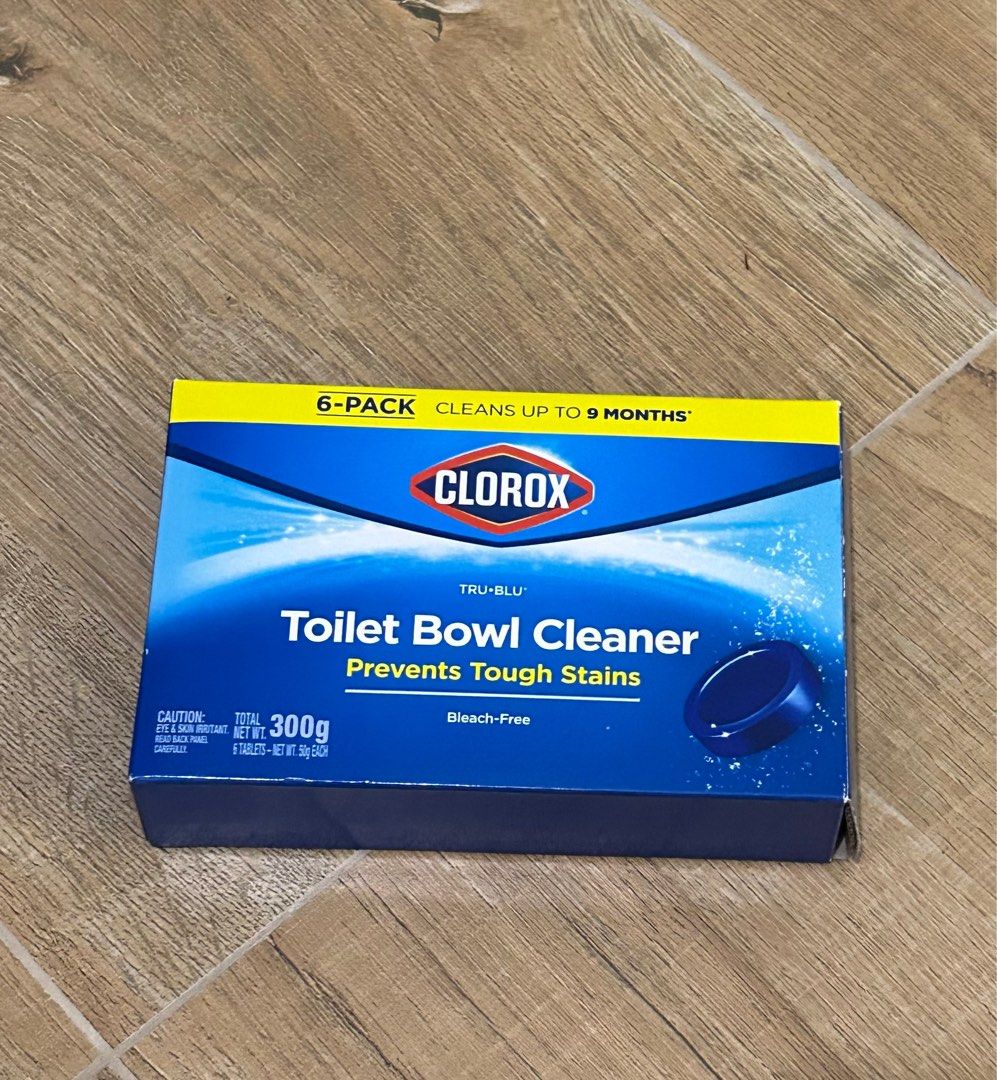 6-PACK CLEANS UP TO 9 MONTHS*
CLOROX®
TRU•BLU™
Toilet Bowl Cleaner
Prevents Tough Stains
Bleach-Free
CAUTION:
EYE & SKIN IRRITANT.
READ BACK PANEL
CAREFULLY.
TOTAL
NET WT. 300g
6 TABLETS – NET WT. 50g EACH